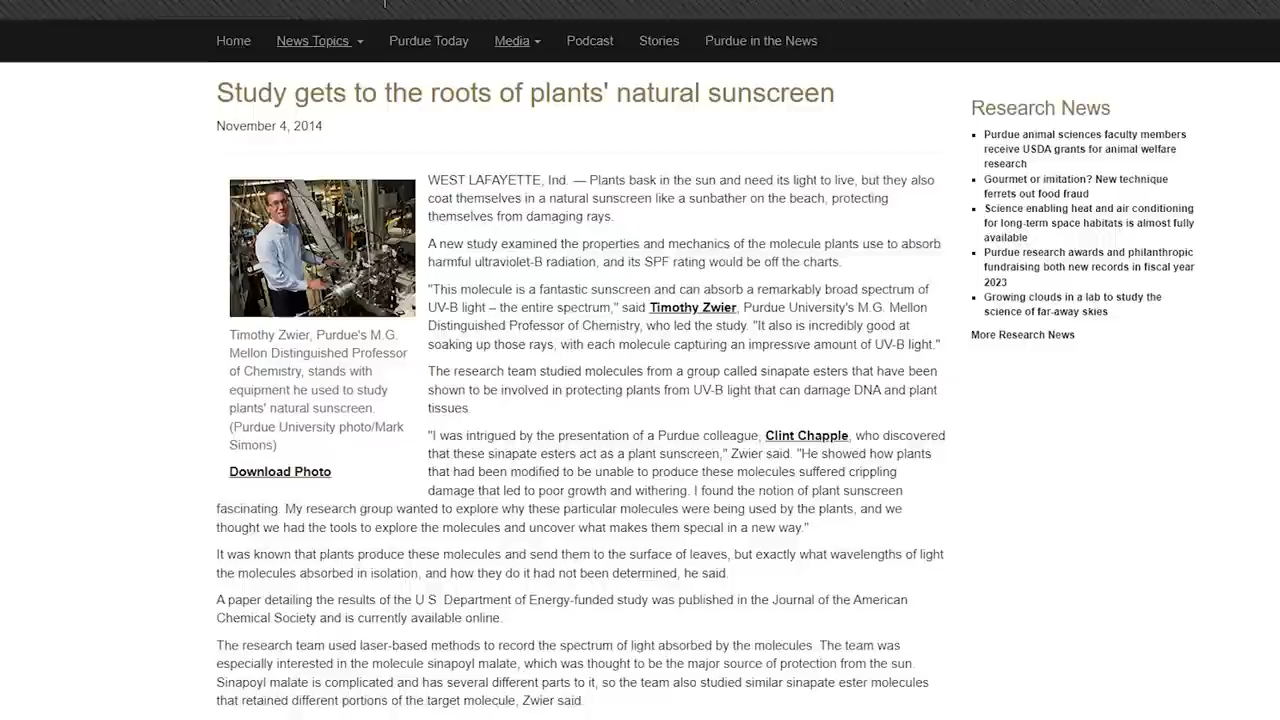 Home News Topics Purdue Today Media Podcast Stories Purdue in the News
Study gets to the roots of plants' natural sunscreen
November 4, 2014
Timothy Zwier, Purdue's M.G.
Mellon Distinguished Professor
of Chemistry, stands with
equipment he used to study
plants' natural sunscreen.
(Purdue University photo/Mark
Simons)
Download Photo
WEST LAFAYETTE, Ind. — Plants bask in the sun and need its light to live, but they also
coat themselves in a natural sunscreen like a sunbather on the beach, protecting
themselves from damaging rays.
A new study examined the properties and mechanics of the molecule plants use to absorb
harmful ultraviolet-B radiation, and its SPF rating would be off the charts.
"This molecule is a fantastic sunscreen and can absorb a remarkably broad spectrum of
UV-B light – the entire spectrum," said Timothy Zwier, Purdue University's M.G. Mellon
Distinguished Professor of Chemistry, who led the study. "It also is incredibly good at
soaking up those rays, with each molecule capturing an impressive amount of UV-B light."
The research team studied molecules from a group called sinapate esters that have been
shown to be involved in protecting plants from UV-B light that can damage DNA and plant
tissues.
"I was intrigued by the presentation of a Purdue colleague, Clint Chapple, who discovered
that these sinapate esters act as a plant sunscreen," Zwier said. "He showed how plants
that had been modified to be unable to produce these molecules suffered crippling
damage that led to poor growth and withering. I found the notion of plant sunscreen
fascinating. My research group wanted to explore why these particular molecules were being used by the plants, and we
thought we had the tools to explore the molecules and uncover what makes them special in a new way."
It was known that plants produce these molecules and send them to the surface of leaves, but exactly what wavelengths of light
the molecules absorbed in isolation, and how they do it had not been determined, he said.
A paper detailing the results of the U.S. Department of Energy-funded study was published in the Journal of the American
Chemical Society and is currently available online.
The research team used laser-based methods to record the spectrum of light absorbed by the molecules. The team was
especially interested in the molecule sinapoyl malate, which was thought to be the major source of protection from the sun.
Sinapoyl malate is complicated and has several different parts to it, so the team also studied similar sinapate ester molecules
that retained different portions of the target molecule, Zwier said.
Research News
Purdue animal sciences faculty members
receive USDA grants for animal welfare
research
Gourmet or imitation? New technique
ferrets out food fraud
Science enabling heat and air conditioning
for long-term space habitats is almost fully
available
Purdue research awards and philanthropic
fundraising both new records in fiscal year
2023
Growing clouds in a lab to study the
science of far-away skies
More Research News